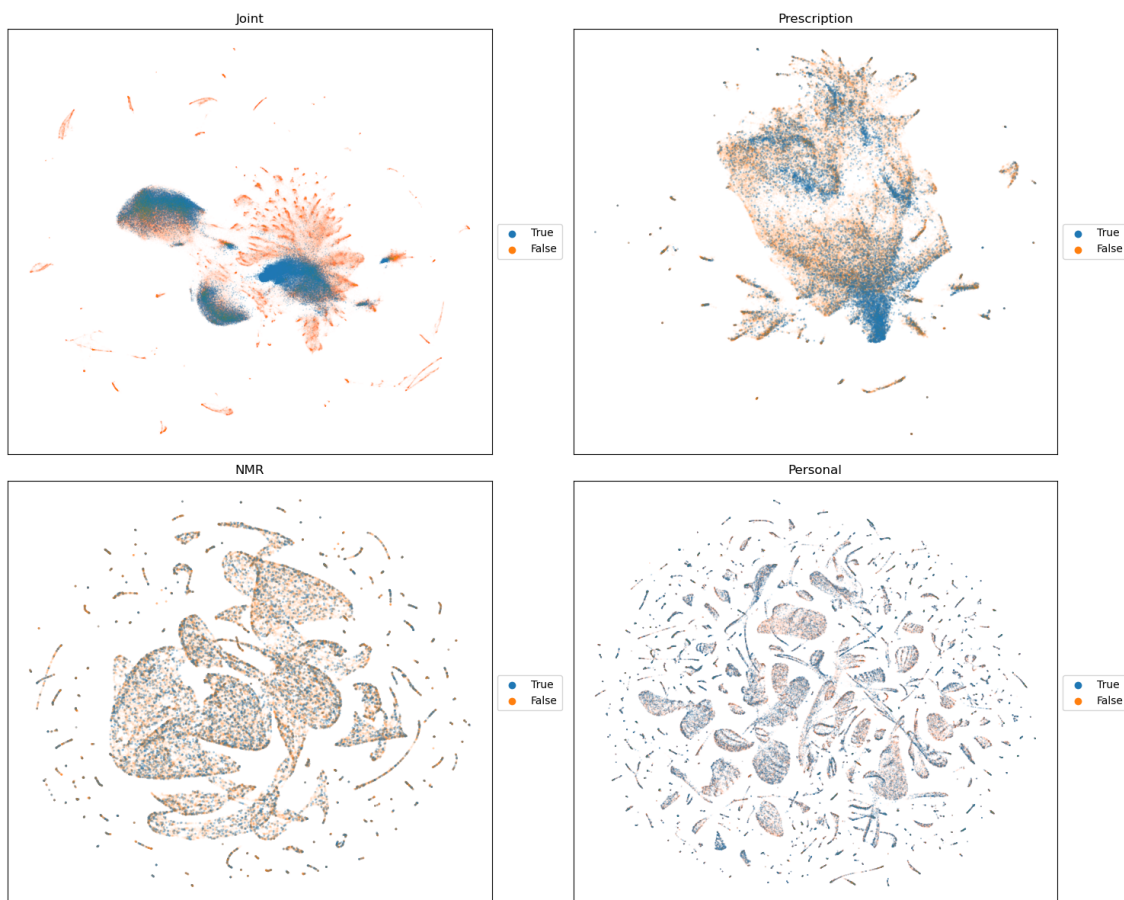 Joint
True
False
Prescription
True
False
NMR
True
False
Personal
True
False